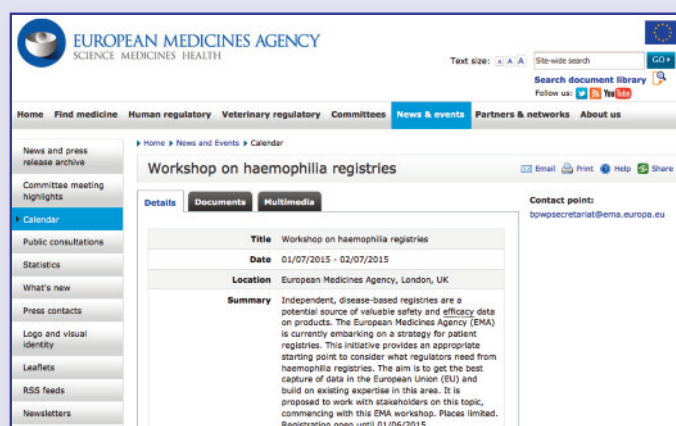 EUROPEAN MEDICINES AGENCY
SCIENCE MEDICINES HEALTH
Text size: A A A
Site-wide search
GO
Search document library
Follow us: You Tube
Home Find medicine Human regulatory Veterinary regulatory Committees News & events Partners & networks About us
News and press
release archive
Committee meeting
highlights
Calendar
Public consultations
Statistics
What's new
Press contacts
Logo and visual
identity
Leaflets
RSS feeds
Newsletters
Home News and Events Calendar
Workshop on haemophilia registries
Email Print Help Share
Details Documents Multimedia
Title Workshop on haemophilia registries
Date 01/07/2015 - 02/07/2015
Location European Medicines Agency, London, UK
Summary Independent, disease-based registries are a
potential source of valuable safety and efficacy data
on products. The European Medicines Agency (EMA)
is currently embarking on a strategy for patient
registries. This initiative provides an appropriate
starting point to consider what regulators need from
haemophilia registries. The aim is to get the best
capture of data in the European Union (EU) and
build on existing expertise in this area. It is
proposed to work with stakeholders on this topic,
commencing with this EMA workshop. Places limited.
Registration open until 01/06/2015
Contact point:
bpwpsecretariat@ema.europa.eu